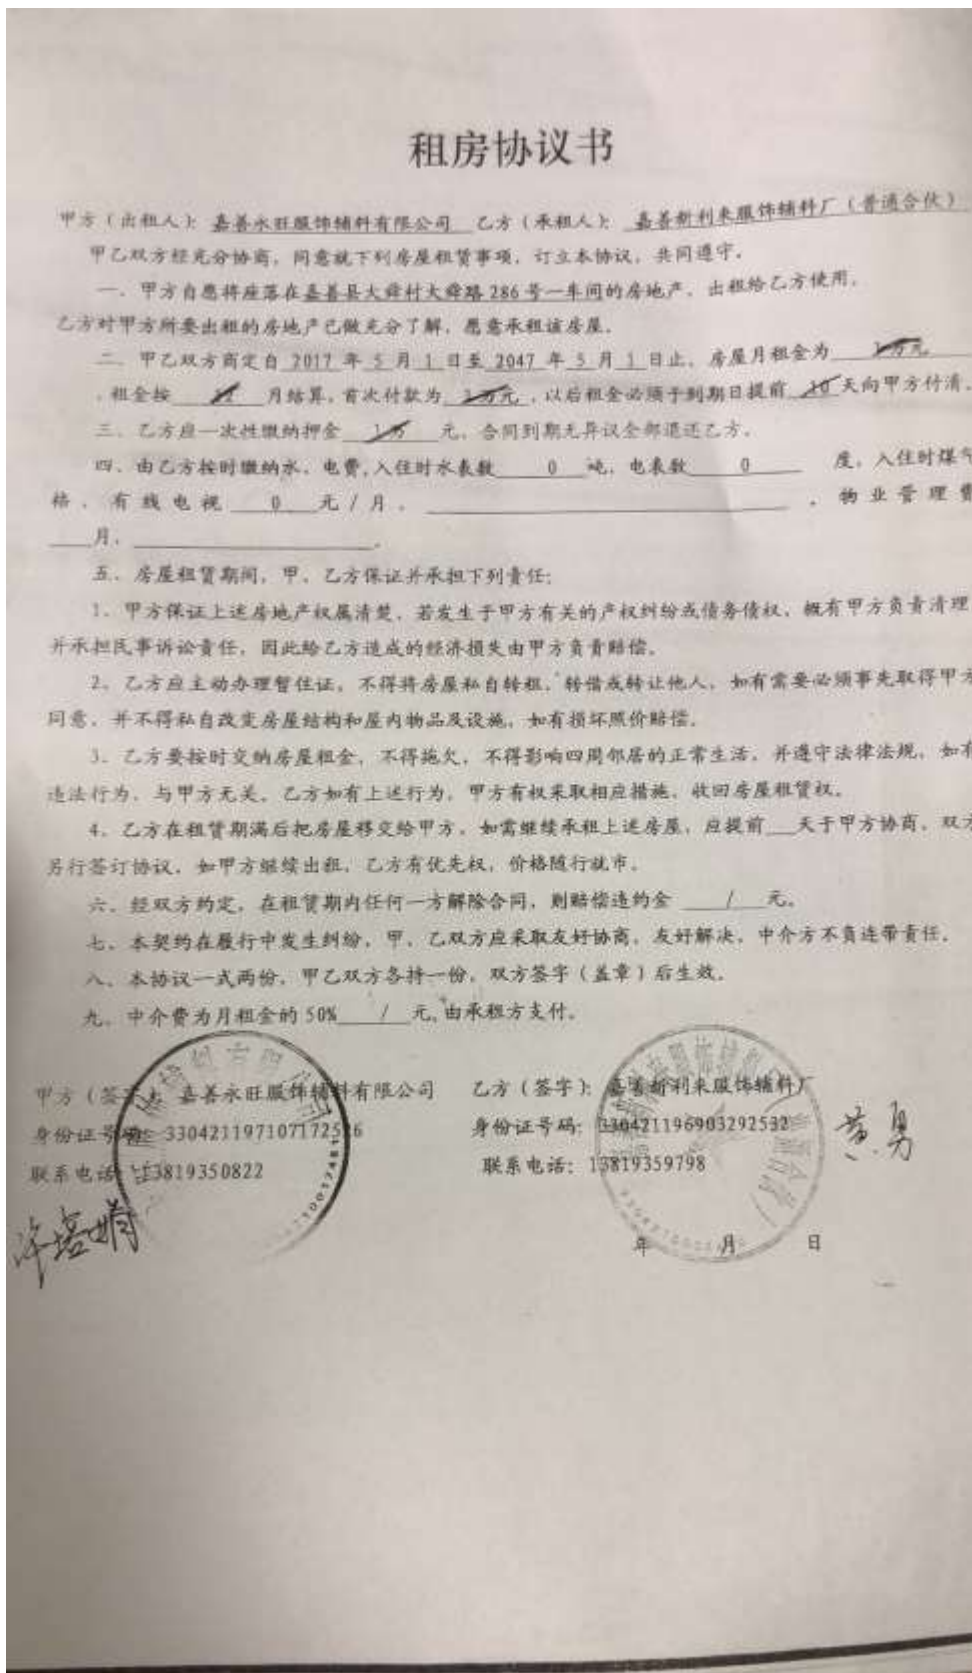 租房协议书
甲方（出租人）：嘉善永旺服饰辅料有限公司 乙方（承租人）：嘉善新利来服饰辅料厂（普通合伙）
甲乙双方经充分协商，同意就下列房屋租赁事项，订立本协议，共同遵守。
一、甲方自愿将座落在嘉善县大舜村大舜路286号一车间的房地产，出租给乙方使用，
乙方对甲方所要出租的房地产已做充分了解，愿意承租该房屋。
二、甲乙双方商定自 2017 年 5 月 1 日至 2047 年 5 月 1 日止，房屋月租金为 万元
，租金按 月结算，首次付款为 万元，以后租金必须于到期日提前 10 天向甲方付清。
三、乙方应一次性缴纳押金 1万 元，合同到期无异议全部退还乙方。
四、由乙方按时缴纳水、电费，入住时水表数 0 吨，电表数 0 度，入住时煤气
格，有线电视 0 元/月， ，物业管理费
月， 。
五、房屋租赁期间，甲、乙方保证并承担下列责任：
1、甲方保证上述房地产权属清楚，若发生于甲方有关的产权纠纷或债务债权，概有甲方负责清理
并承担民事诉讼责任，因此给乙方造成的经济损失由甲方负责赔偿。
2、乙方应主动办理暂住证，不得将房屋私自转租、转借或转让他人，如有需要必须事先取得甲方
同意，并不得私自改变房屋结构和屋内物品及设施，如有损坏照价赔偿。
3、乙方要按时交纳房屋租金，不得拖欠，不得影响四周邻居的正常生活，并遵守法律法规，如有
违法行为，与甲方无关。乙方如有上述行为，甲方有权采取相应措施，收回房屋租赁权。
4、乙方在租赁期满后把房屋移交给甲方，如需继续承租上述房屋，应提前 天于甲方协商，双方
另行签订协议，如甲方继续出租，乙方有优先权，价格随行就市。
六、经双方约定，在租赁期内任何一方解除合同，则赔偿违约金 / 元。
七、本契约在履行中发生纠纷，甲、乙双方应采取友好协商，友好解决，中介方不负连带责任。
八、本协议一式两份，甲乙双方各持一份，双方签字（盖章）后生效。
九、中介费为月租金的50% / 元，由承租方支付。
甲方（签字）：嘉善永旺服饰辅料有限公司 乙方（签字）：嘉善新利来服饰辅料厂
身份证号码：330421197107172526 身份证号码：330421196903292532 黄勇
联系电话：13819350822 联系电话：13819359798
许培娟
年 月 日